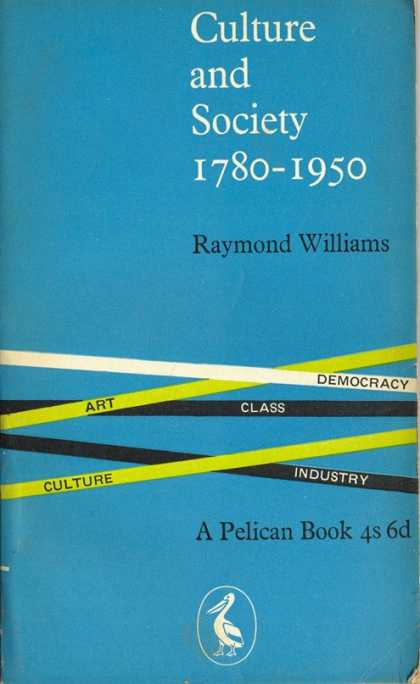 Culture
and
Society
1780-1950
Raymond Williams
DEMOCRACY
ART
CLASS
INDUSTRY
CULTURE
A Pelican Book 4s 6d